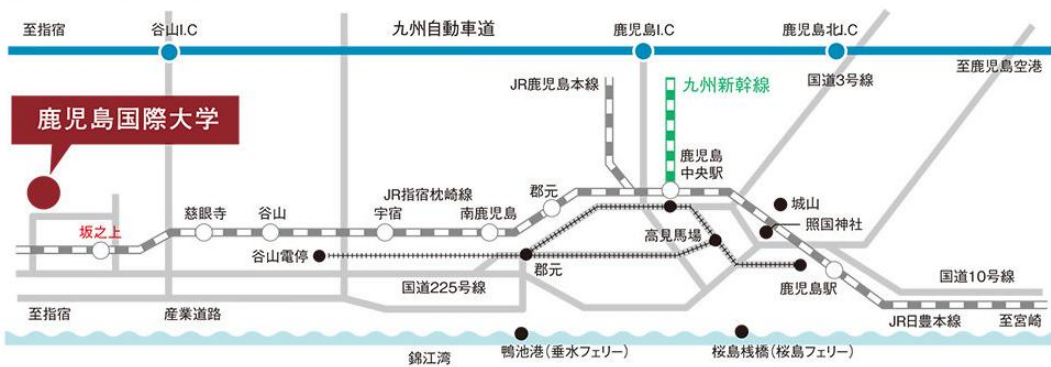 至指宿
谷山I.C
九州自動車道
鹿児島I.C
鹿児島北I.C
至鹿児島空港
国道3号線
JR鹿児島本線
九州新幹線
鹿児島国際大学
鹿児島
中央駅
城山
照国神社
JR指宿枕崎線
郡元
坂之上
慈眼寺
谷山
宇宿
南鹿児島
高見馬場
谷山電停
郡元
鹿児島駅
国道225号線
国道10号線
至指宿
産業道路
JR日豊本線
至宮崎
錦江湾
鴨池港(垂水フェリー)
桜島桟橋(桜島フェリー)